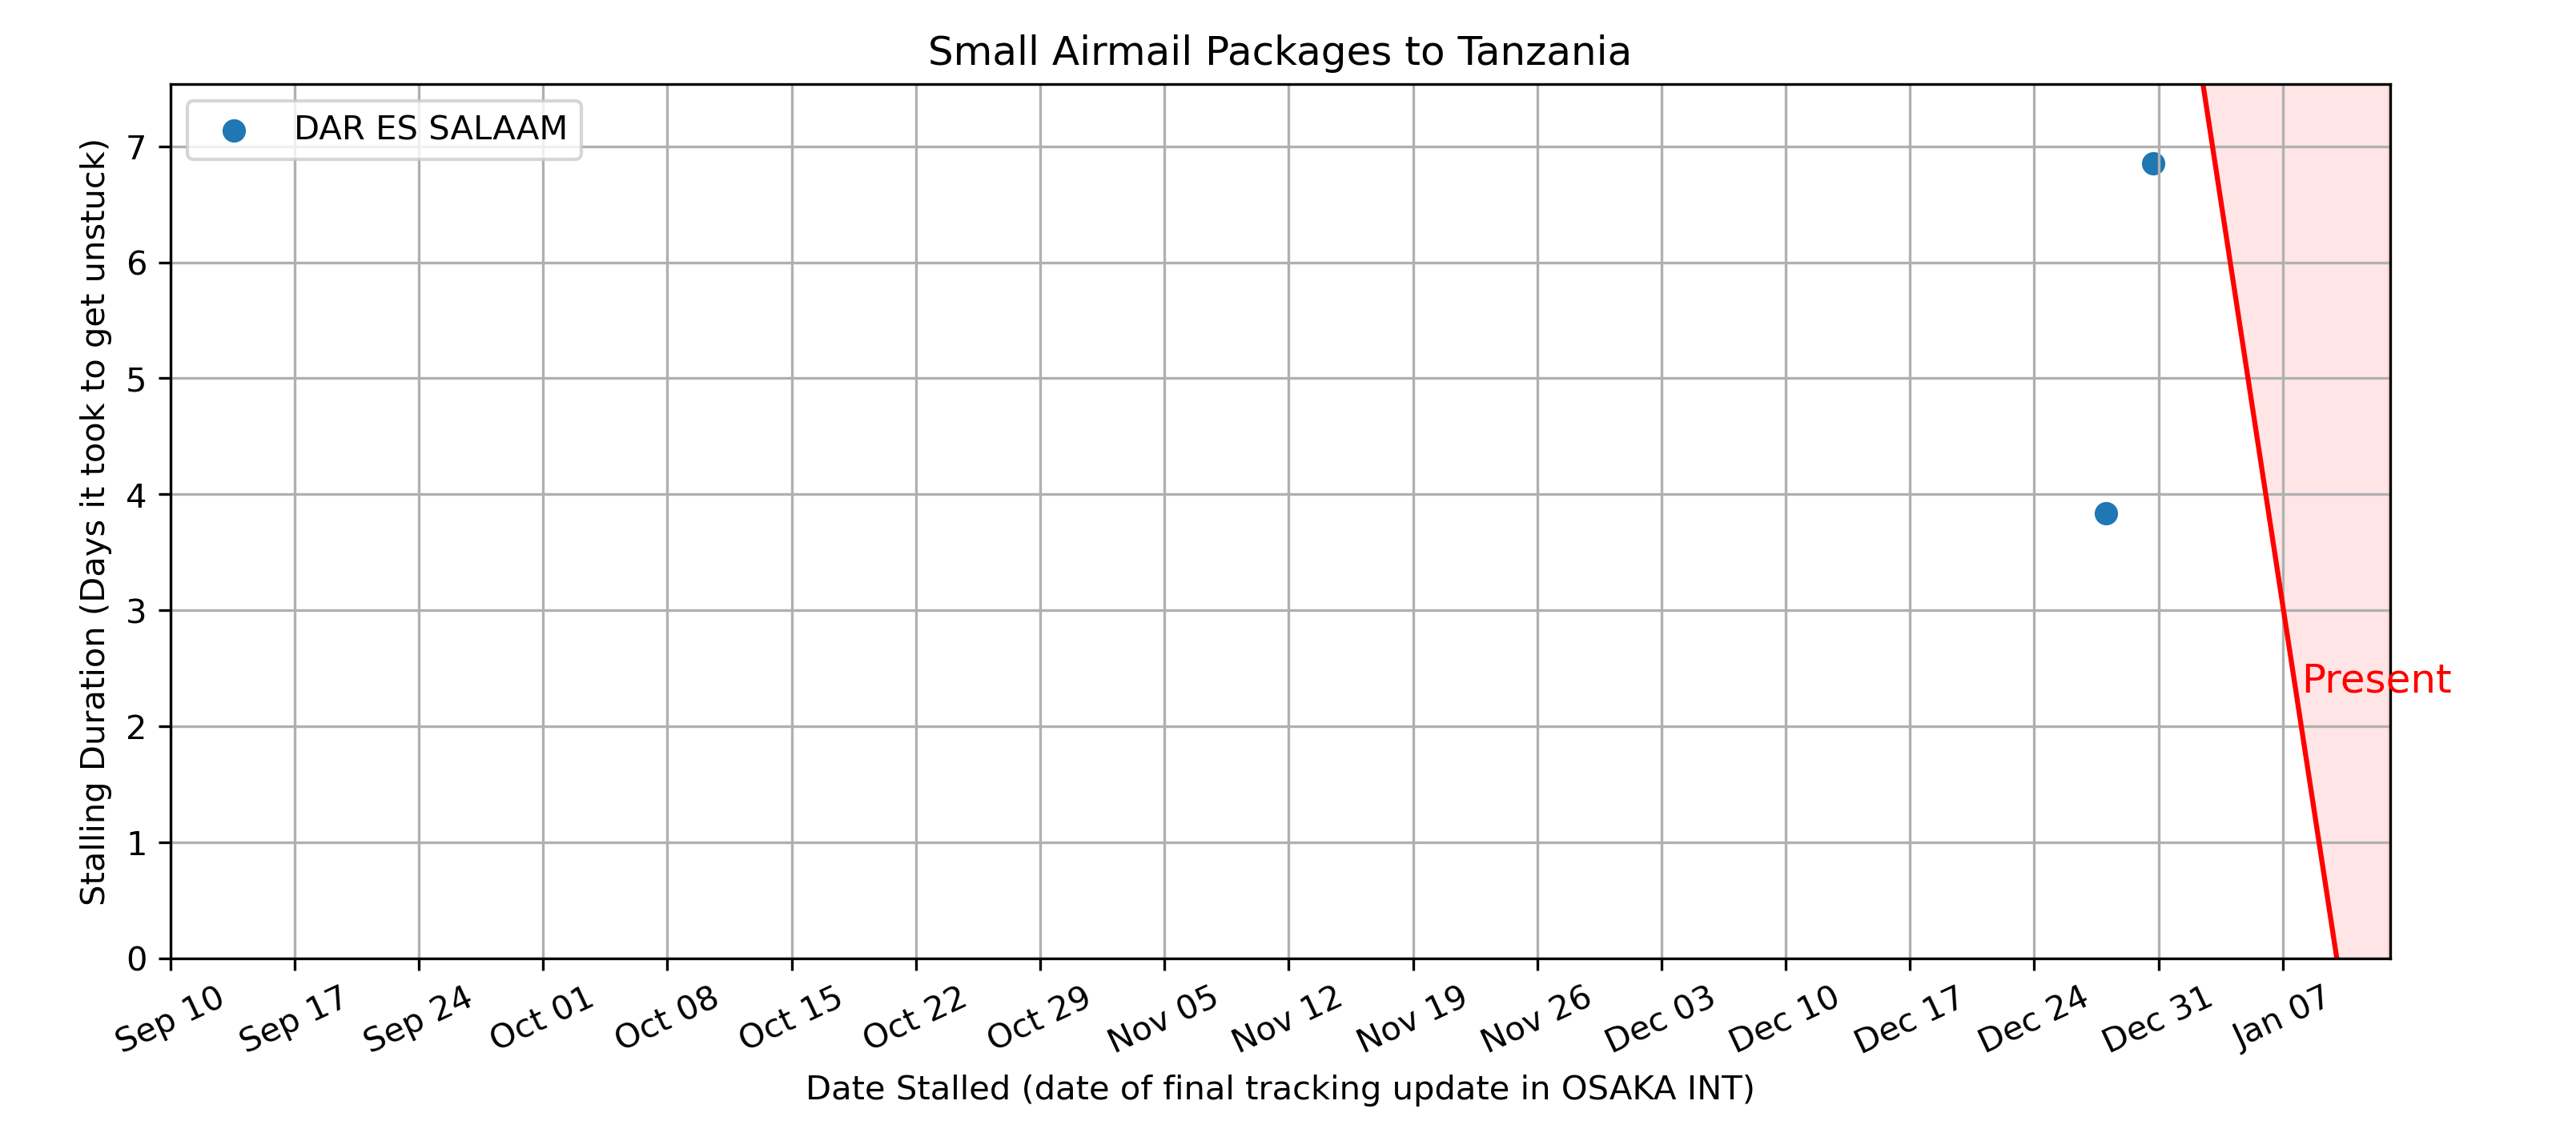 Small Airmail Packages to Tanzania
DAR ES SALAAM
Stalling Duration (Days it took to get unstuck)
7
6
5
4
3
2
1
0
Present
Sep 10
Sep 17
Sep 24
Oct 01
Oct 08
Oct 15
Oct 22
Oct 29
Nov 05
Nov 12
Nov 19
Nov 26
Dec 03
Dec 10
Dec 17
Dec 24
Dec 31
Jan 07
Date Stalled (date of final tracking update in OSAKA INT)